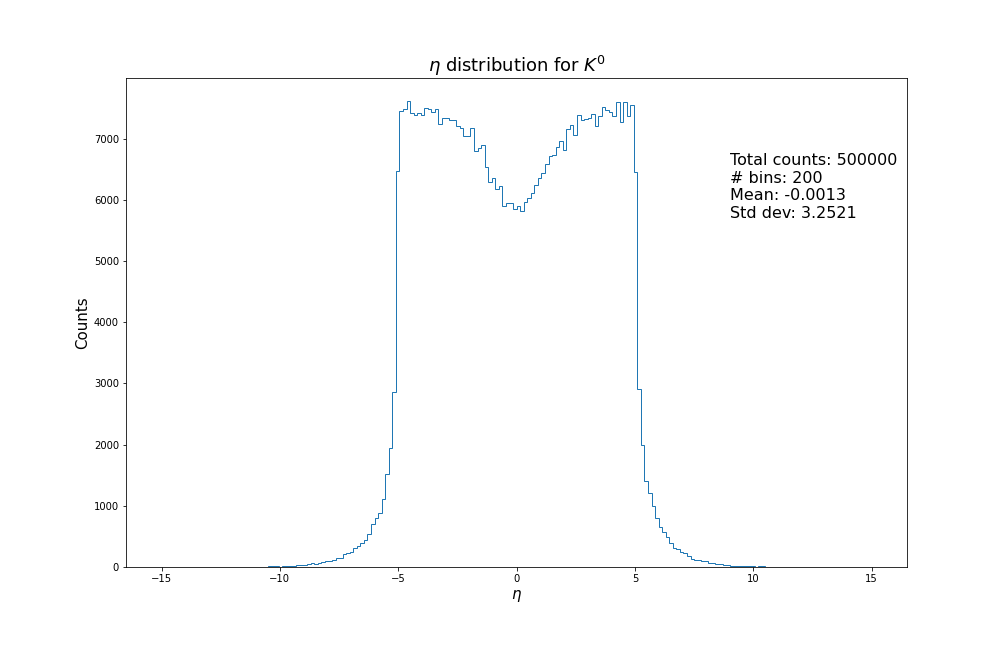 η distribution for K⁰
Counts
7000
6000
5000
4000
3000
2000
1000
0
Total counts: 500000
# bins: 200
Mean: -0.0013
Std dev: 3.2521
−15 −10 −5 0 5 10 15
η